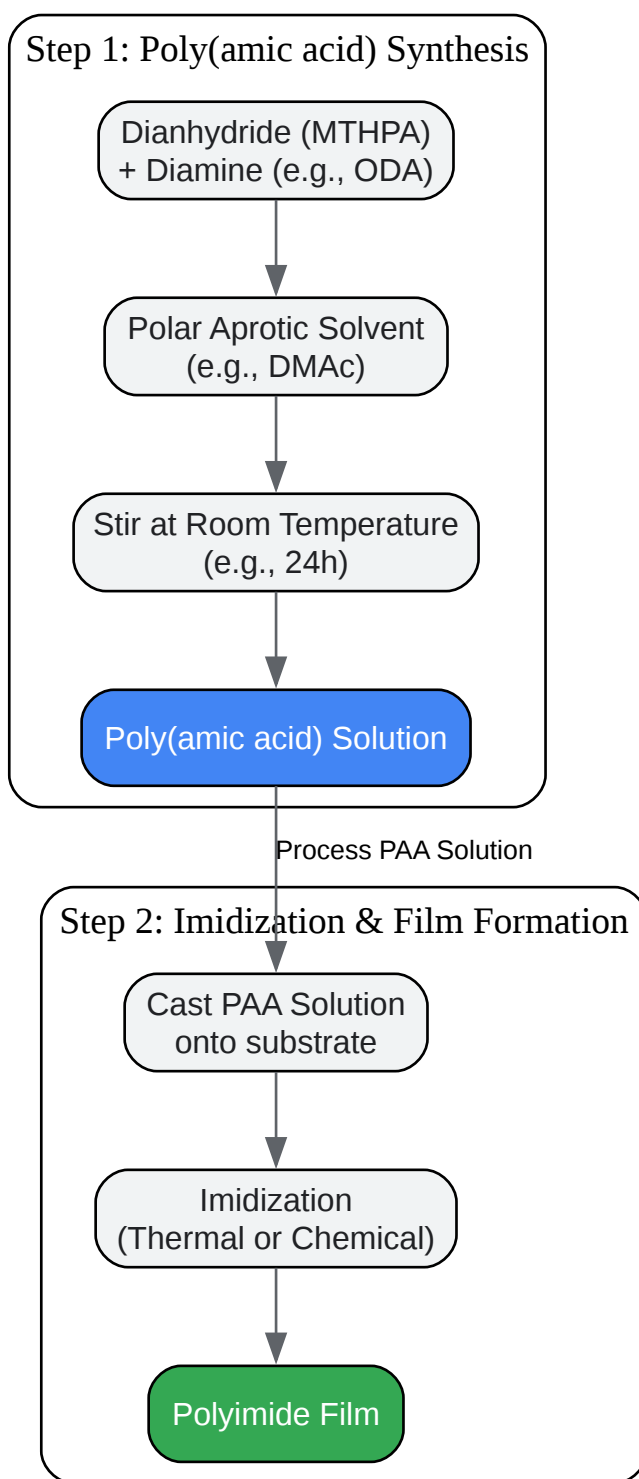 Step 1: Poly(amic acid) Synthesis
Dianhydride (MTHPA)
+ Diamine (e.g., ODA)
Polar Aprotic Solvent
(e.g., DMAc)
Stir at Room Temperature
(e.g., 24h)
Poly(amic acid) Solution
Process PAA Solution
Step 2: Imidization & Film Formation
Cast PAA Solution
onto substrate
Imidization
(Thermal or Chemical)
Polyimide Film